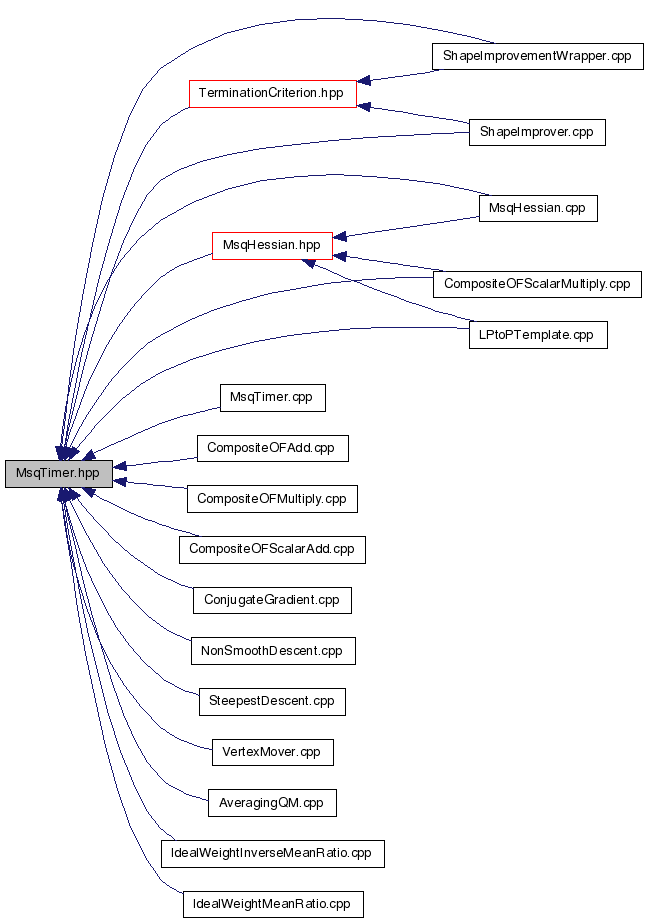 ShapeImprovementWrapper.cpp
TerminationCriterion.hpp
ShapeImprover.cpp
MsqHessian.cpp
MsqHessian.hpp
CompositeOFScalarMultiply.cpp
LPtoPTemplate.cpp
MsqTimer.cpp
CompositeOFAdd.cpp
MsqTimer.hpp
CompositeOFMultiply.cpp
CompositeOFScalarAdd.cpp
ConjugateGradient.cpp
NonSmoothDescent.cpp
SteepestDescent.cpp
VertexMover.cpp
AveragingQM.cpp
IdealWeightInverseMeanRatio.cpp
IdealWeightMeanRatio.cpp